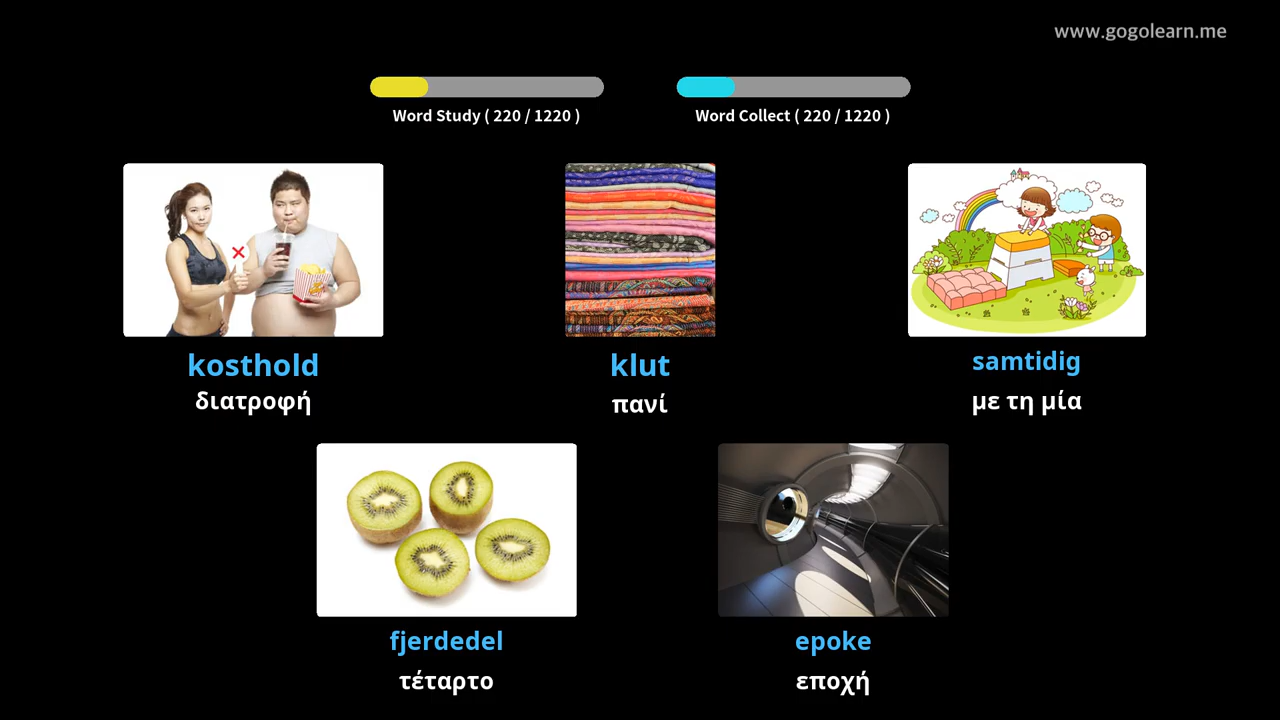 www.gogolearn.me
Word Study ( 220 / 1220 )
Word Collect ( 220 / 1220 )
kosthold
διατροφή
klut
πανί
samtidig
με τη μία
fjerdedel
τέταρτο
epoke
εποχή